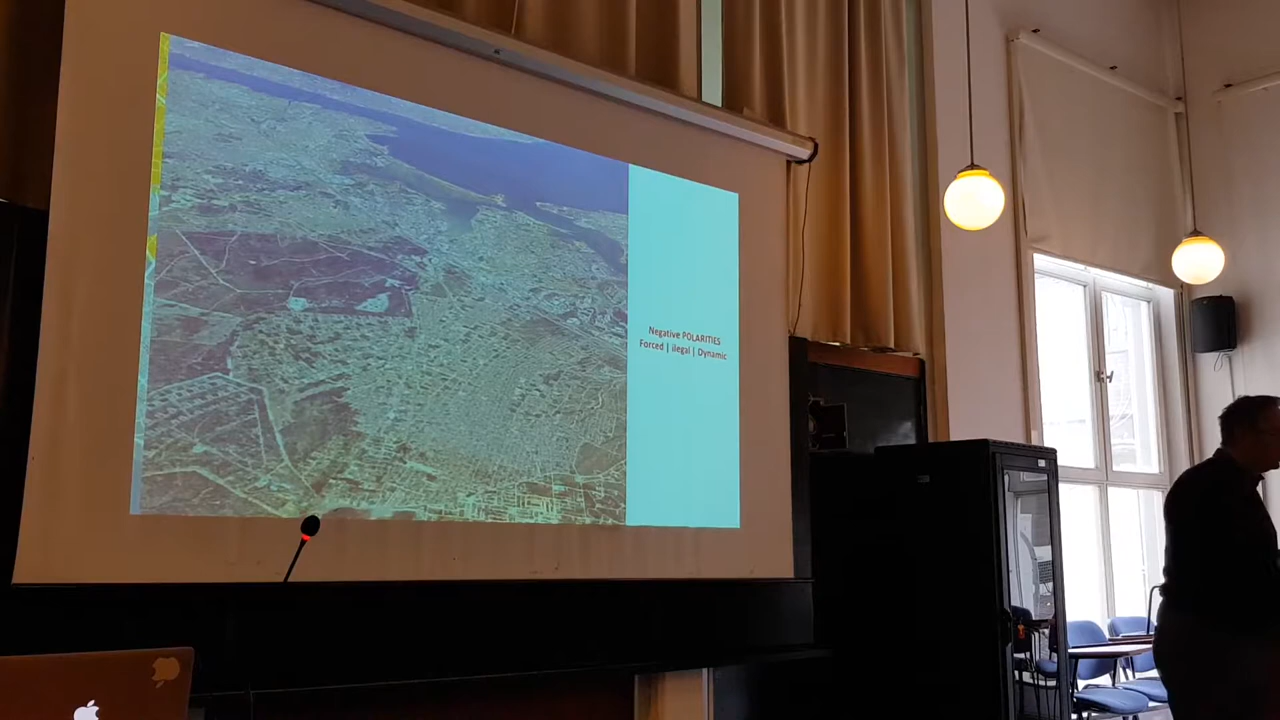 Negative POLARITIES
Forced | ilegal | Dynamic